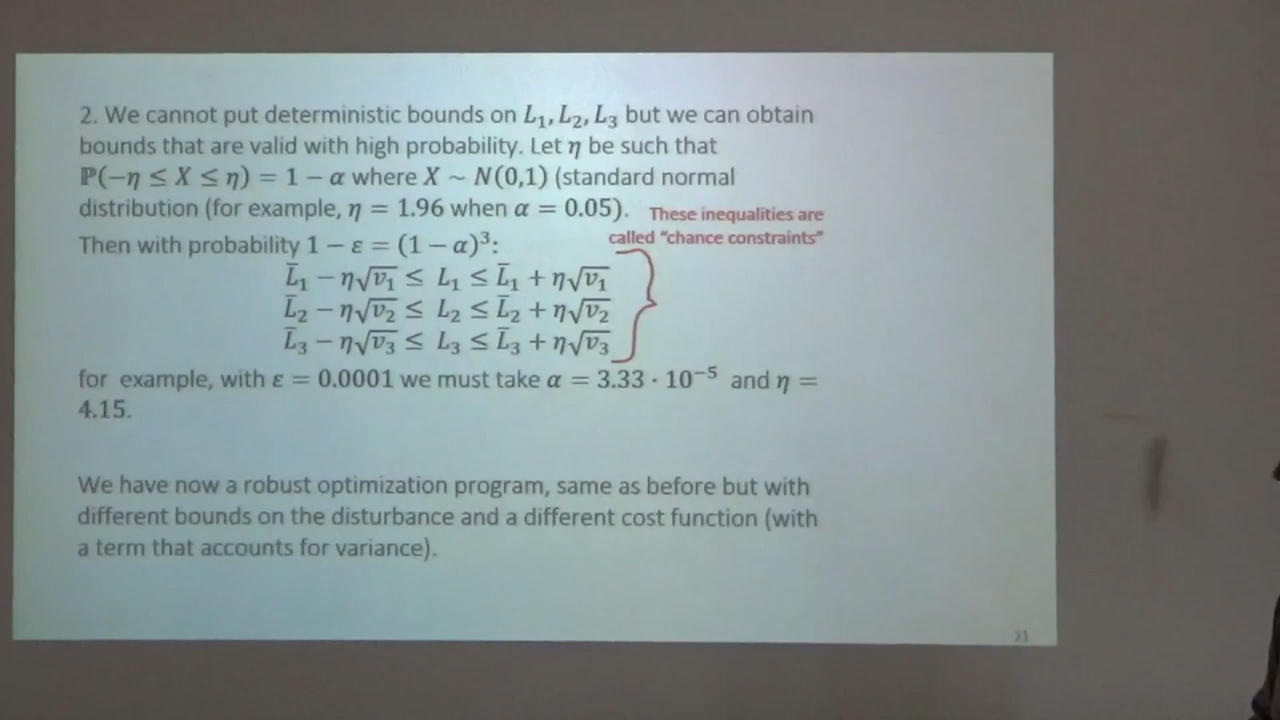 2. We cannot put deterministic bounds on L̄₁, L₂, L₃ but we can obtain
bounds that are valid with high probability. Let η be such that
ℙ(−η ≤ X ≤ η) = 1 − α where X ~ N(0,1) (standard normal
distribution (for example, η = 1.96 when α = 0.05).
These inequalities are
called "chance constraints"
Then with probability 1 − ε = (1 − α)³:
L̄₁ − η√v₁ ≤ L₁ ≤ L̄₁ + η√v₁
L̄₂ − η√v₂ ≤ L₂ ≤ L̄₂ + η√v₂
L̄₃ − η√v₃ ≤ L₃ ≤ L̄₃ + η√v₃
for example, with ε = 0.0001 we must take α = 3.33 · 10⁻⁵ and η =
4.15.
We have now a robust optimization program, same as before but with
different bounds on the disturbance and a different cost function (with
a term that accounts for variance).
21